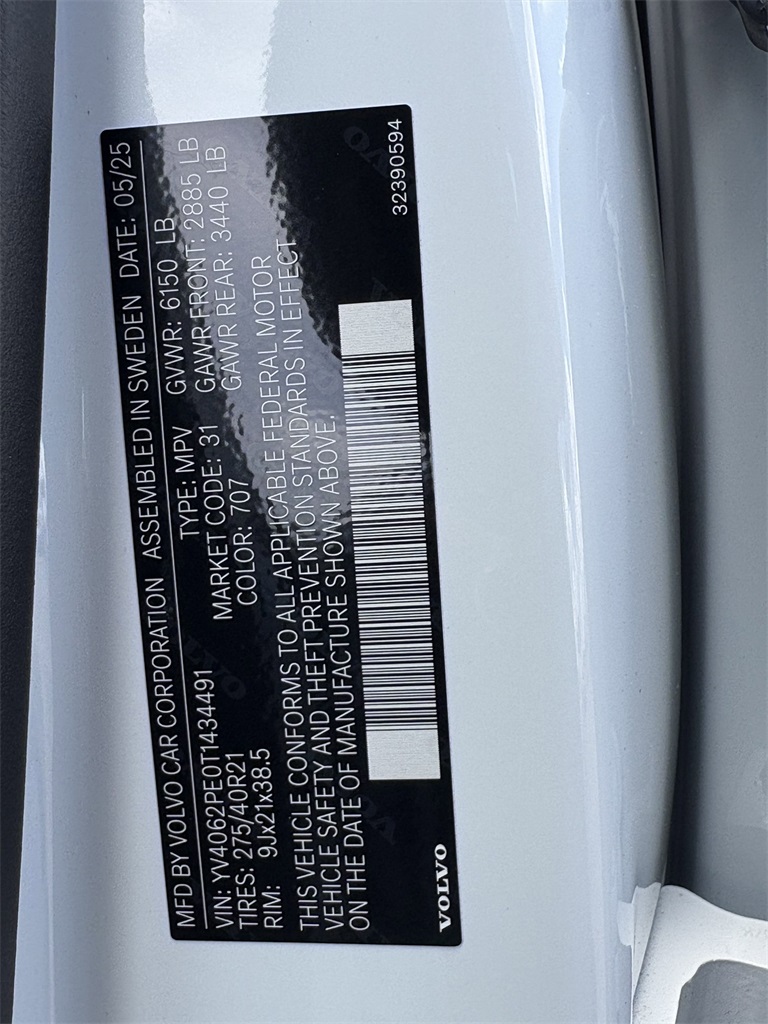 MFD BY VOLVO CAR CORPORATION ASSEMBLED IN SWEDEN DATE: 05/25
VIN: YV4062PE0T1434491 TYPE: MPV GVWR: 6150 LB
TIRES: 275/40R21 MARKET CODE: 31 GAWR FRONT: 2885 LB
RIM: 9Jx21x38.5 COLOR: 707 GAWR REAR: 3440 LB
THIS VEHICLE CONFORMS TO ALL APPLICABLE FEDERAL MOTOR
VEHICLE SAFETY AND THEFT PREVENTION STANDARDS IN EFFECT
ON THE DATE OF MANUFACTURE SHOWN ABOVE.
VOLVO 32390594